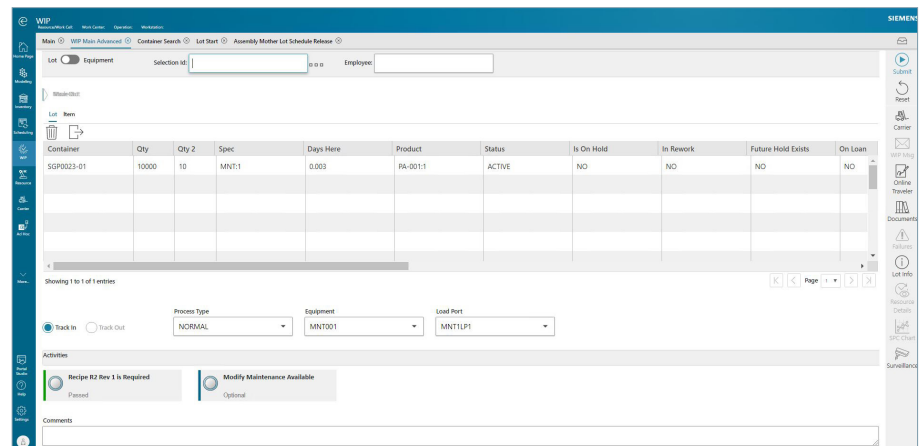 WIP
Resource/Work Cell: Work Center: Operation: Workstation:
SIEMENS
Main WIP Main Advanced Container Search Lot Start Assembly Mother Lot Schedule Release
Home Page
Modeling
Inventory
Scheduling
WIP
Resource
Carrier
Ad Hoc
More..
Portal Studio
Help
Settings
Lot Equipment Selection Id: Employee:
Lot Item
Container Qty Qty 2 Spec Days Here Product Status Is On Hold In Rework Future Hold Exists On Loan
SGP0023-01 10000 10 MNT:1 0.003 PA-001:1 ACTIVE NO NO NO NO
Showing 1 to 1 of 1 entries
Page 1
Process Type Equipment Load Port
Track In Track Out NORMAL MNT001 MNT1LP1
Activities
Recipe R2 Rev 1 is Required
Passed
Modify Maintenance Available
Optional
Comments
Submit
Reset
Carrier
WIP Msg
Online
Traveler
Documents
Failures
Lot Info
Resource
Details
SPC Chart
Surveillance